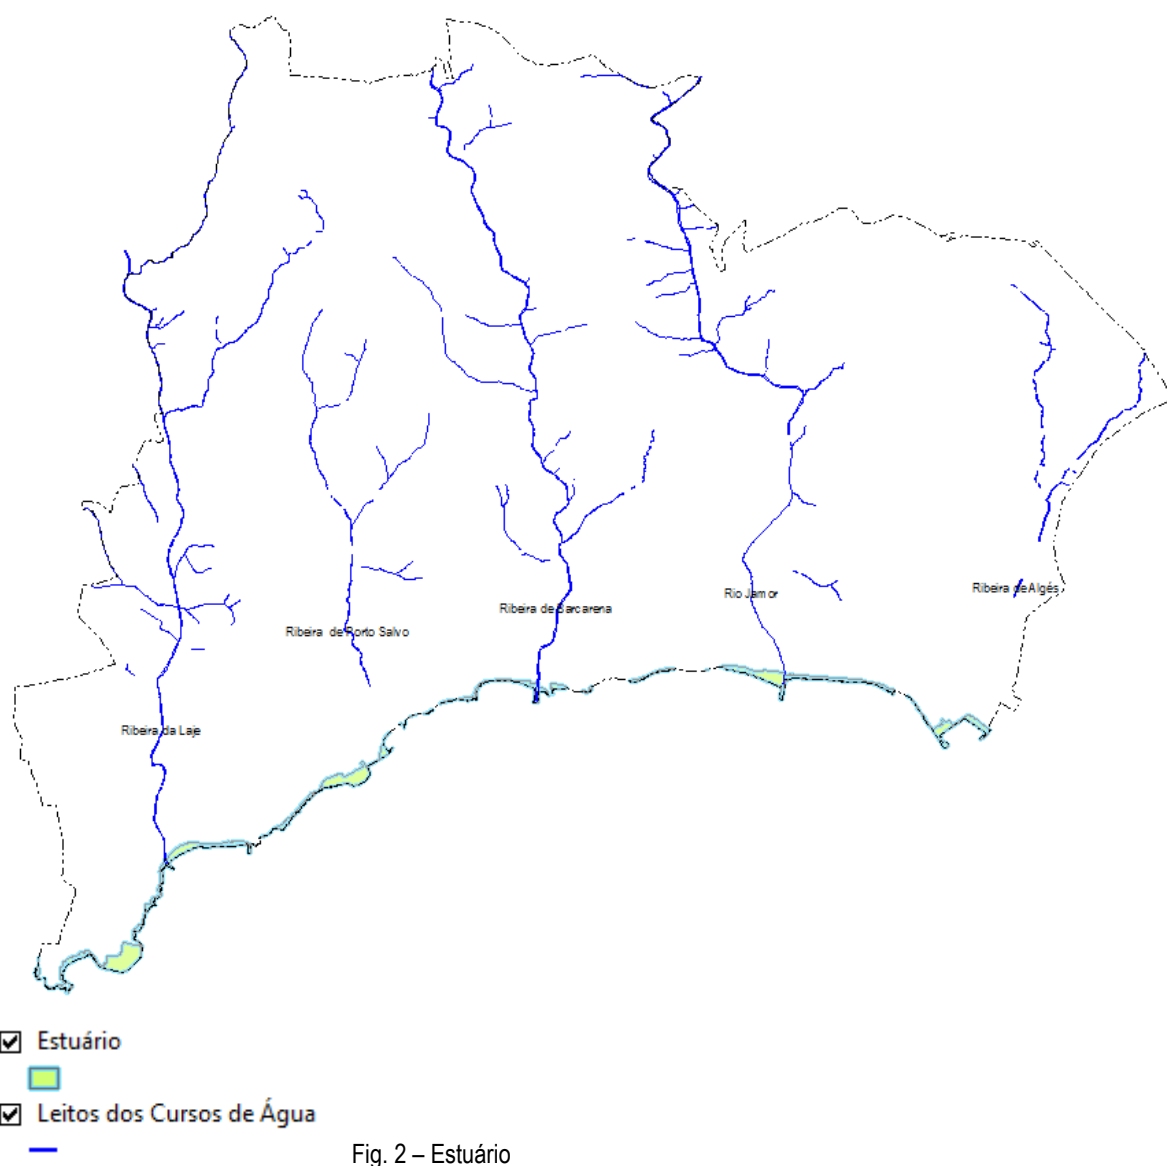 Ribeira de Algés
Rio Jamor
Ribeira de Barcarena
Ribeira de Porto Salvo
Ribeira da Laje
Estuário
Leitos dos Cursos de Água
Fig. 2 – Estuário